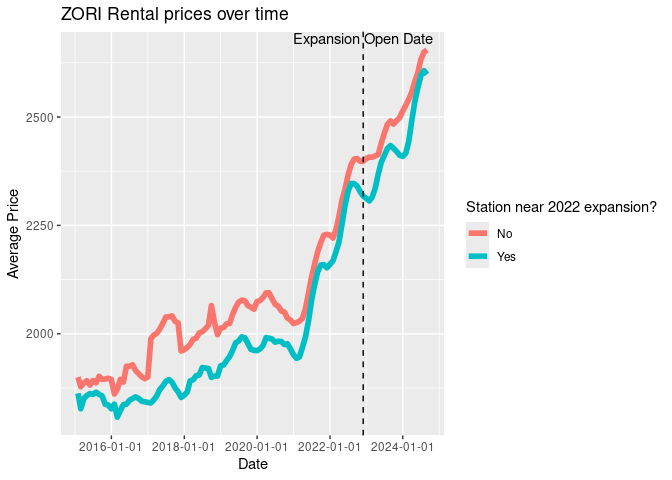 ZORI Rental prices over time
Expansion Open Date
2500
2250
2000
Average Price
2016-01-01 2018-01-01 2020-01-01 2022-01-01 2024-01-01
Date
Station near 2022 expansion?
No
Yes